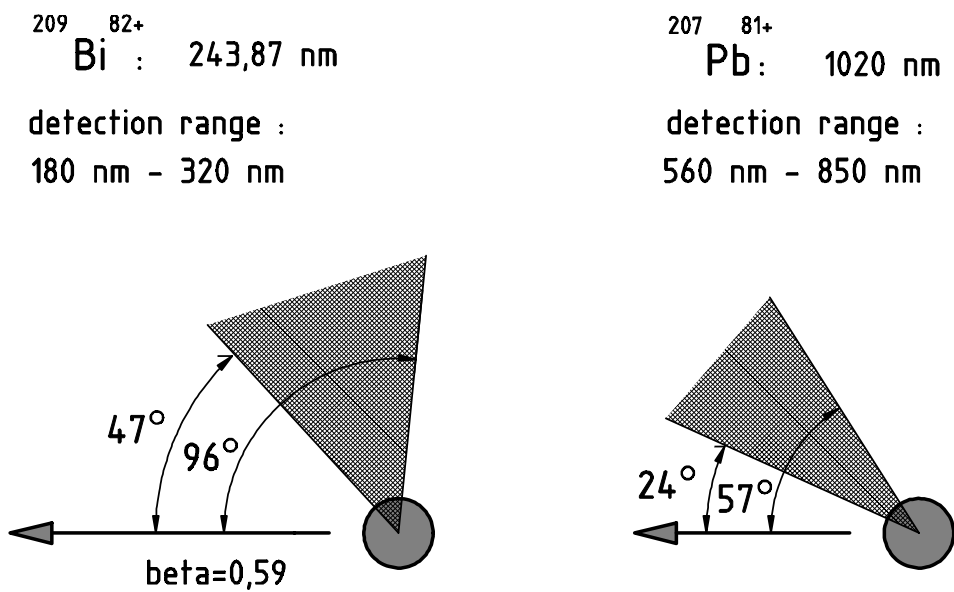 209 82+
Bi : 243,87 nm
detection range :
180 nm - 320 nm
47°
96°
beta=0,59
207 81+
Pb : 1020 nm
detection range :
560 nm - 850 nm
24°
57°